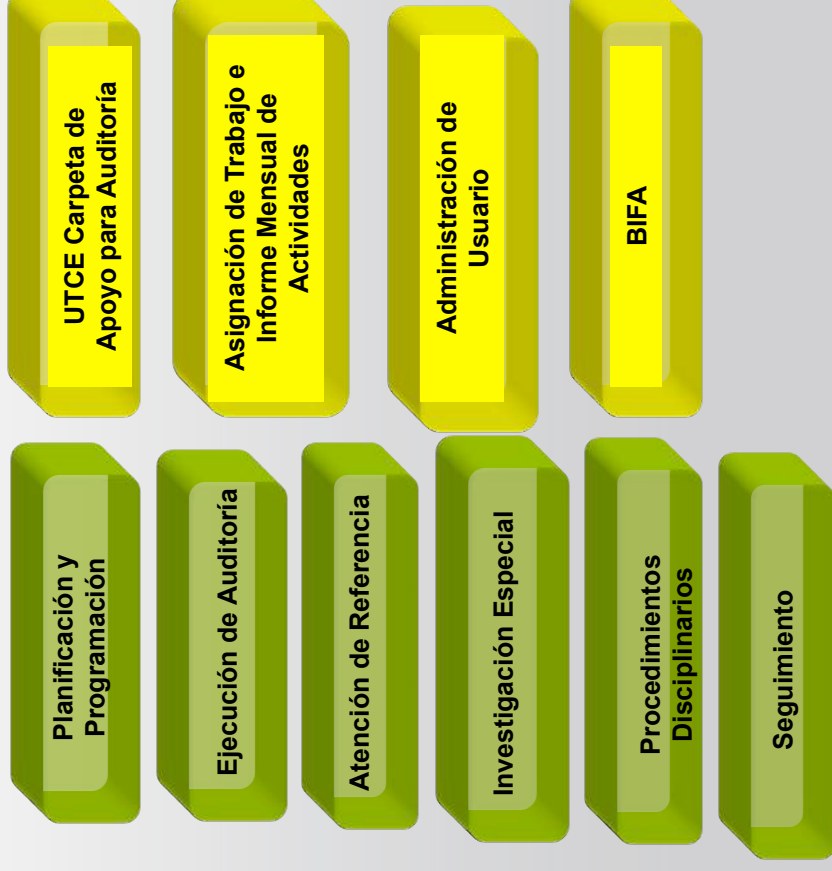 Planificación y
Programación
Ejecución de Auditoría
Atención de Referencia
Investigación Especial
Procedimientos
Disciplinarios
Seguimiento
UTCE Carpeta de
Apoyo para Auditoría
Asignación de Trabajo e
Informe Mensual de
Actividades
Administración de
Usuario
BIFA